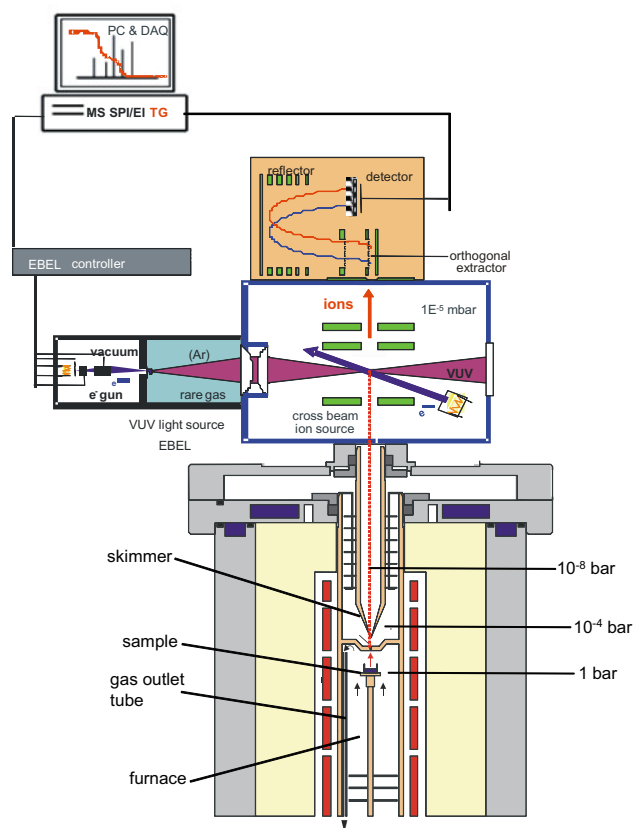 PC & DAQ
MS SPI/EI TG
reflector
detector
orthogonal
extractor
EBEL controller
ions
1E-5 mbar
vacuum
(Ar)
e-
e-gun
rare gas
VUV
e-
VUV light source
EBEL
cross beam
ion source
skimmer
10-8 bar
10-4 bar
sample
1 bar
gas outlet
tube
furnace